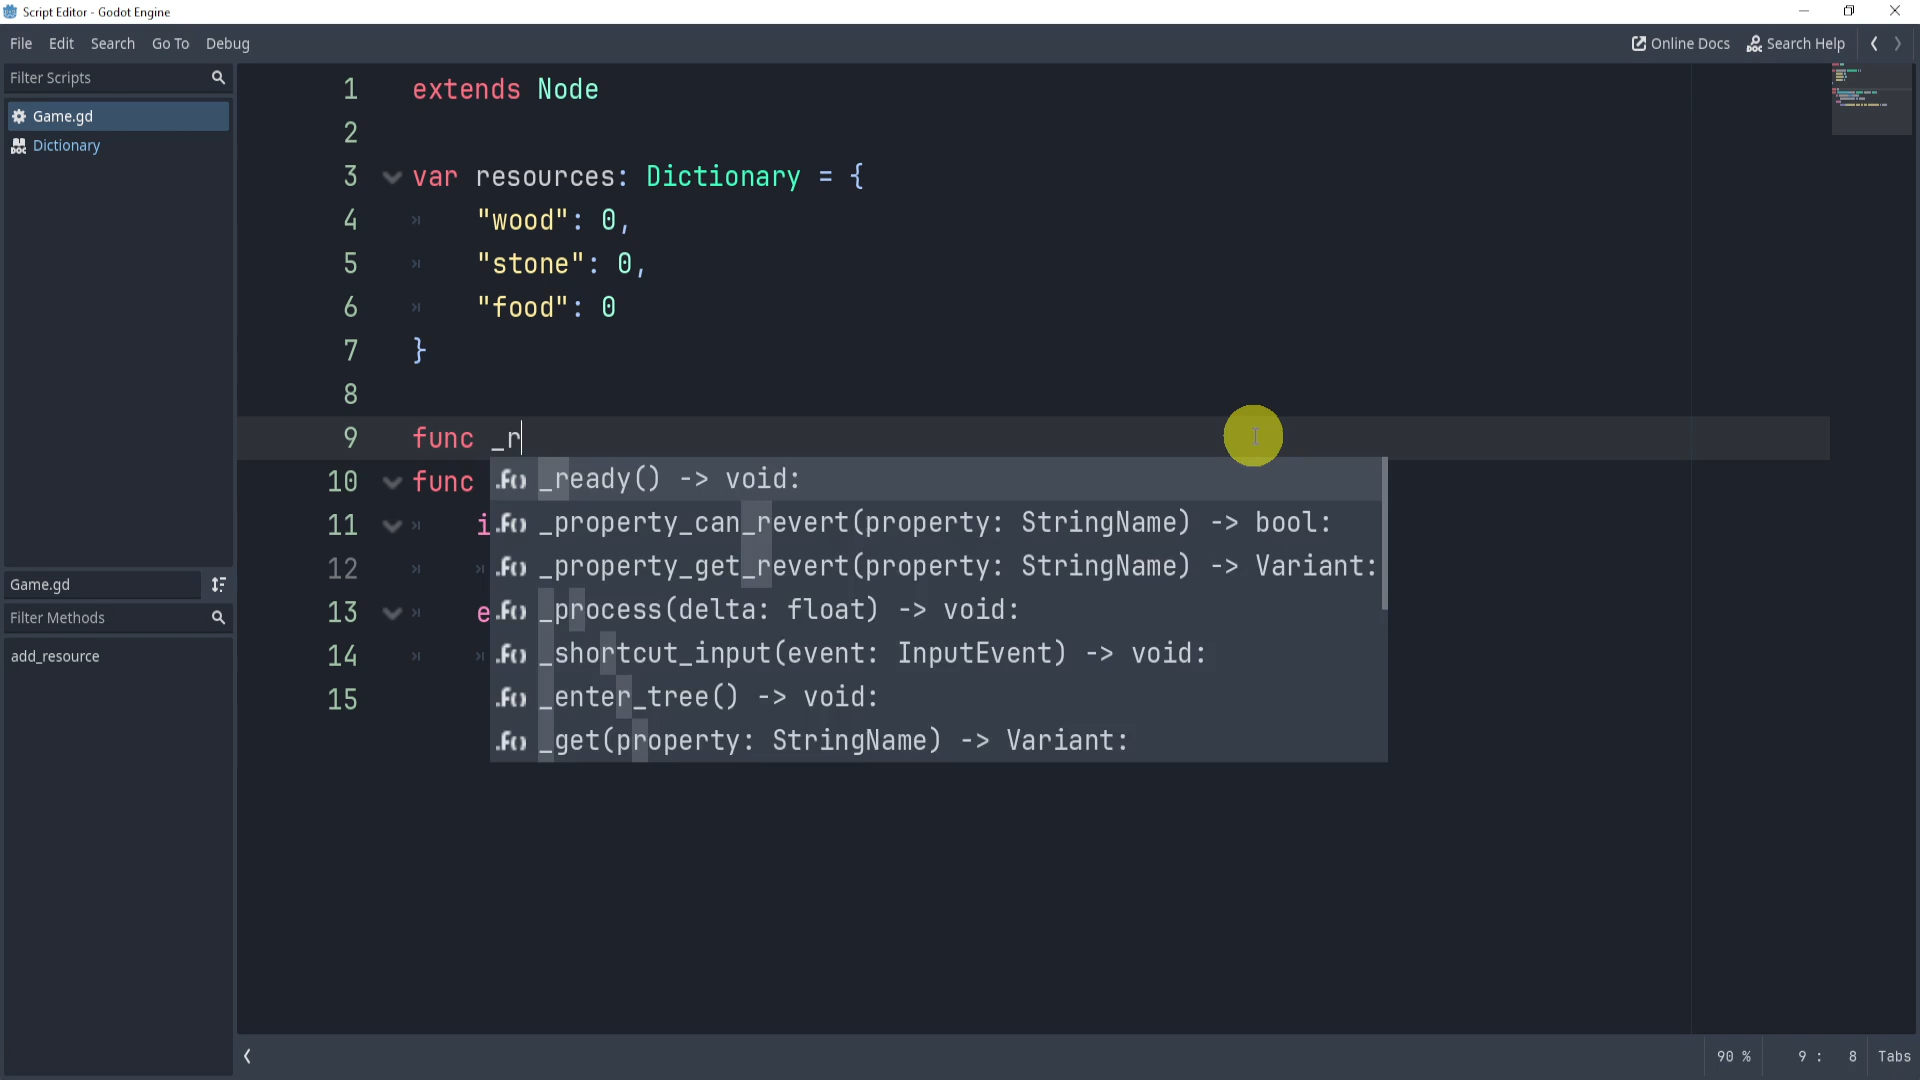 Script Editor - Godot Engine
File Edit Search Go To Debug
Online Docs Search Help
Filter Scripts
Game.gd
Dictionary
Game.gd
Filter Methods
add_resource
1 extends Node
2
3 var resources: Dictionary = {
4 "wood": 0,
5 "stone": 0,
6 "food": 0
7 }
8
9 func _r
10 func
11 i
12
13 e
14
15
_ready() -> void:
_property_can_revert(property: StringName) -> bool:
_property_get_revert(property: StringName) -> Variant:
_process(delta: float) -> void:
_shortcut_input(event: InputEvent) -> void:
_enter_tree() -> void:
_get(property: StringName) -> Variant:
90 % 9 : 8 Tabs